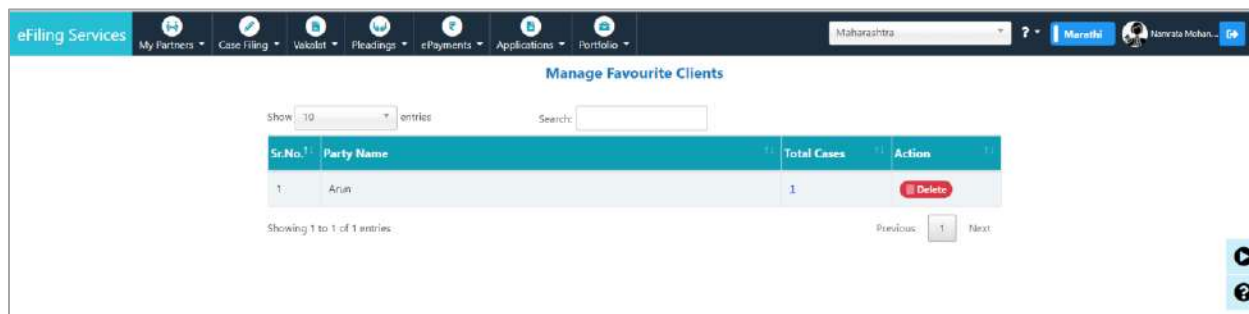 eFiling Services My Partners Case Filing Vakalat Pleadings ePayments Applications Portfolio Maharashtra ? Marathi Namrata Mohan...
Manage Favourite Clients
Show 10 entries Search:
Sr.No. Party Name Total Cases Action
1 Arun 1 Delete
Showing 1 to 1 of 1 entries Previous 1 Next